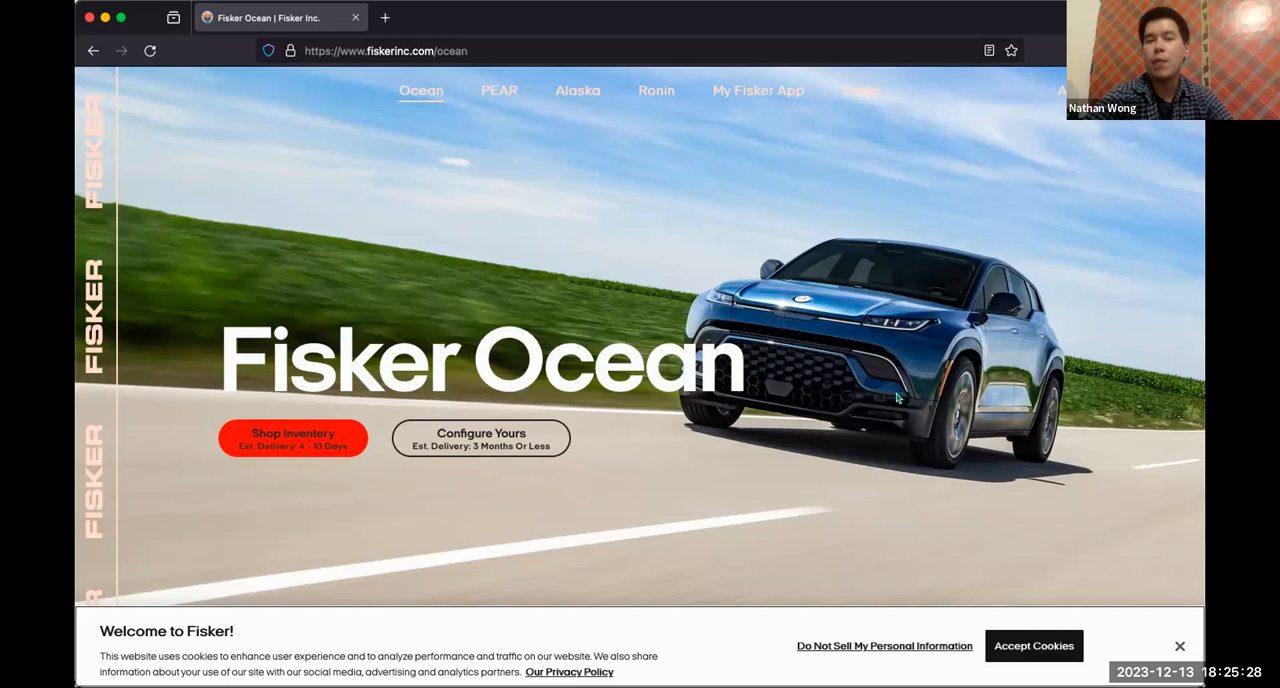 Fisker Ocean | Fisker Inc.
https://www.fiskerinc.com/ocean
Nathan Wong
Ocean PEAR Alaska Ronin My Fisker App
FISKER
FISKER
FISKER
Fisker Ocean
Shop Inventory
Est. Delivery: 4 - 10 Days
Configure Yours
Est. Delivery: 3 Months Or Less
Welcome to Fisker!
This website uses cookies to enhance user experience and to analyze performance and traffic on our website. We also share
information about your use of our site with our social media, advertising and analytics partners. Our Privacy Policy
Do Not Sell My Personal Information
Accept Cookies
2023-12-13 18:25:28